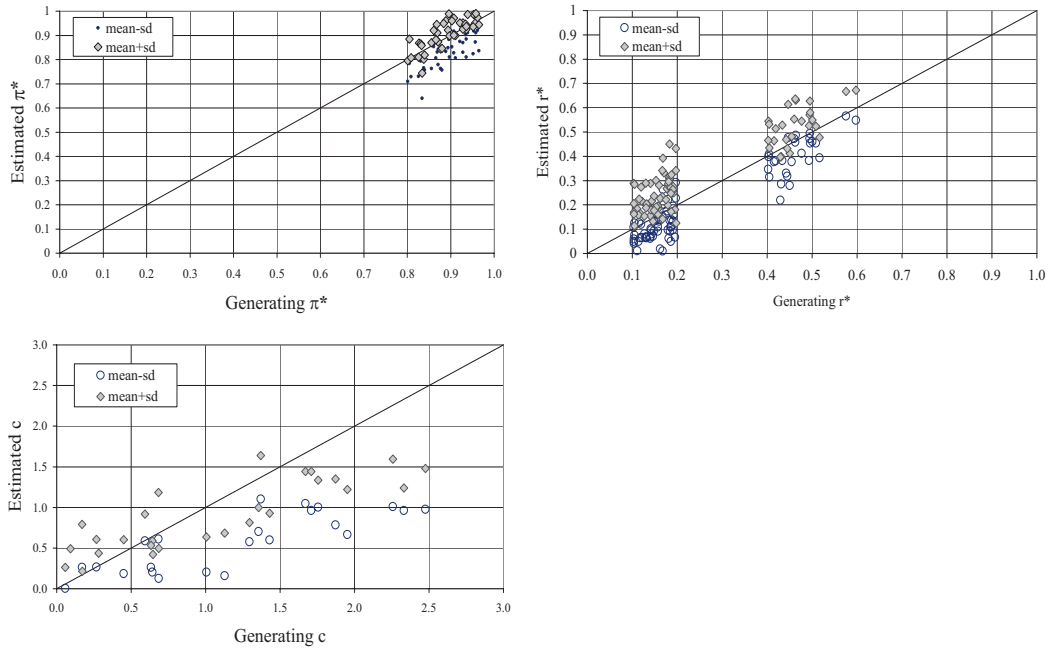 mean-sd
mean+sd
Estimated π*
1
0.9
0.8
0.7
0.6
0.5
0.4
0.3
0.2
0.1
0
0.0 0.1 0.2 0.3 0.4 0.5 0.6 0.7 0.8 0.9 1.0
Generating π*
mean-sd
mean+sd
Estimated r*
1
0.9
0.8
0.7
0.6
0.5
0.4
0.3
0.2
0.1
0
0.0 0.1 0.2 0.3 0.4 0.5 0.6 0.7 0.8 0.9 1.0
Generating r*
mean-sd
mean+sd
Estimated c
3.0
2.5
2.0
1.5
1.0
0.5
0.0
0.0 0.5 1.0 1.5 2.0 2.5 3.0
Generating c